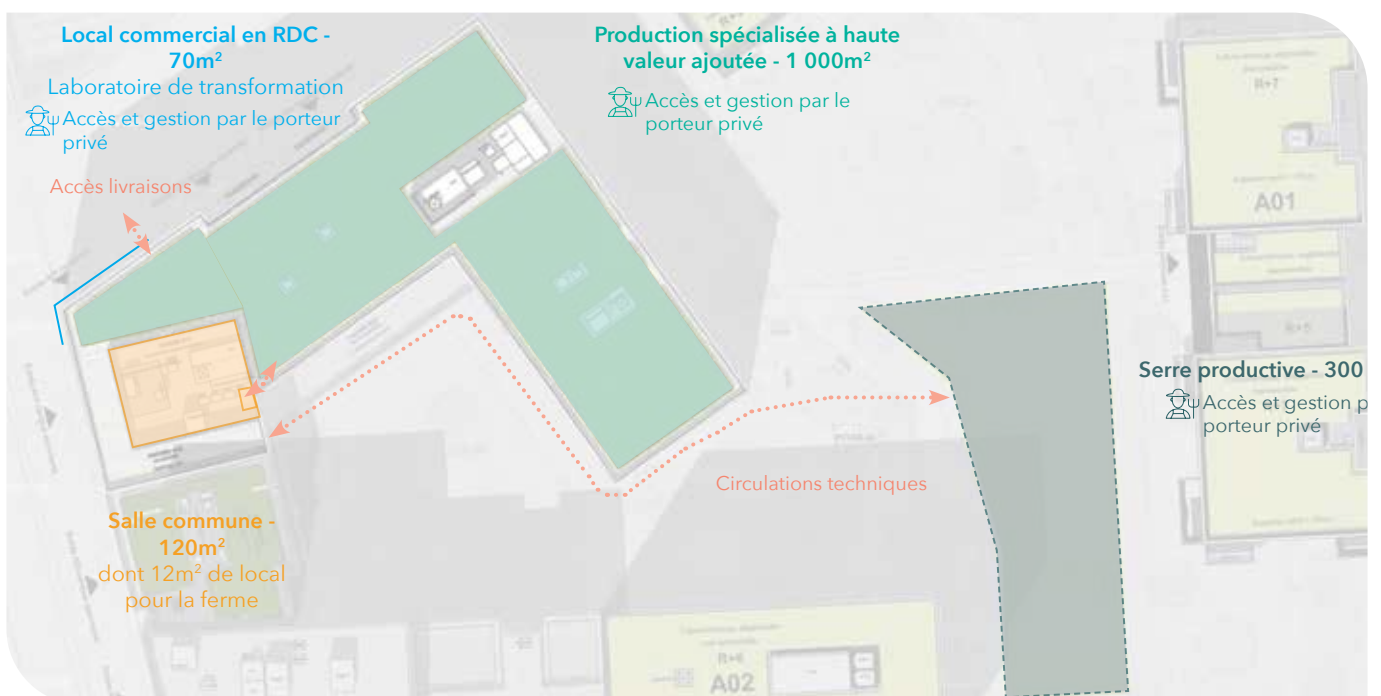 Local commercial en RDC -
70m²
Laboratoire de transformation
Accès et gestion par le porteur
privé
Accès livraisons
Production spécialisée à haute
valeur ajoutée - 1 000m²
Accès et gestion par le
porteur privé
R+7
A01
R+5
Serre productive - 300
Accès et gestion p
porteur privé
Circulations techniques
Salle commune -
120m²
dont 12m² de local
pour la ferme
R+6
A02